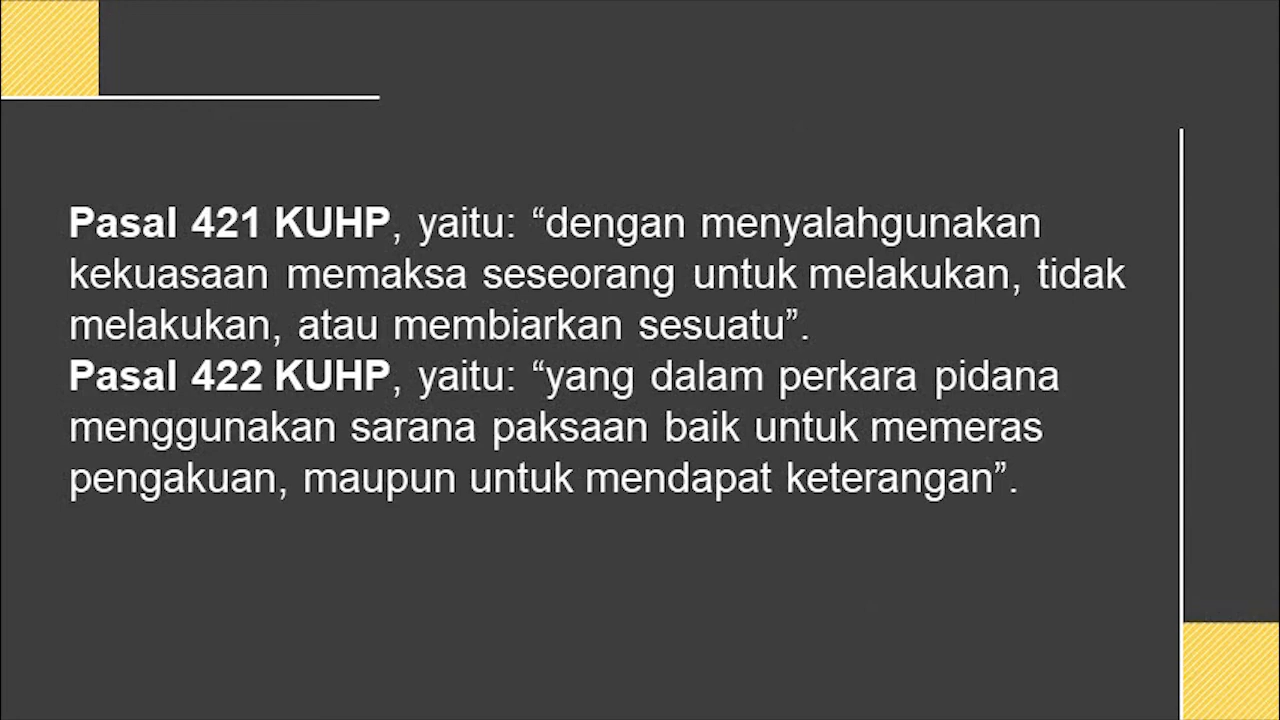 Pasal 421 KUHP, yaitu: “dengan menyalahgunakan
kekuasaan memaksa seseorang untuk melakukan, tidak
melakukan, atau membiarkan sesuatu”.
Pasal 422 KUHP, yaitu: “yang dalam perkara pidana
menggunakan sarana paksaan baik untuk memeras
pengakuan, maupun untuk mendapat keterangan”.